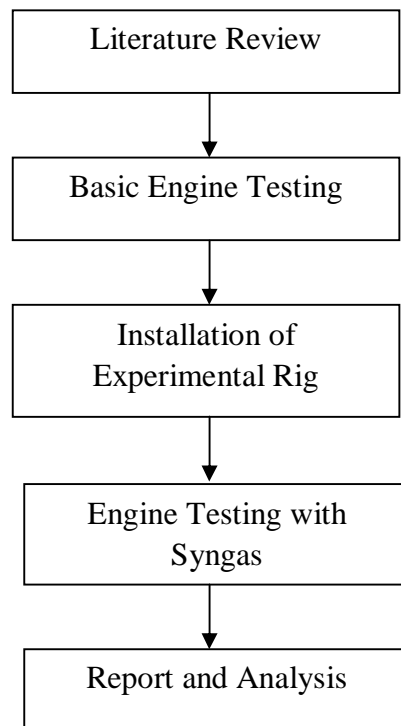 Literature Review
Basic Engine Testing
Installation of
Experimental Rig
Engine Testing with
Syngas
Report and Analysis